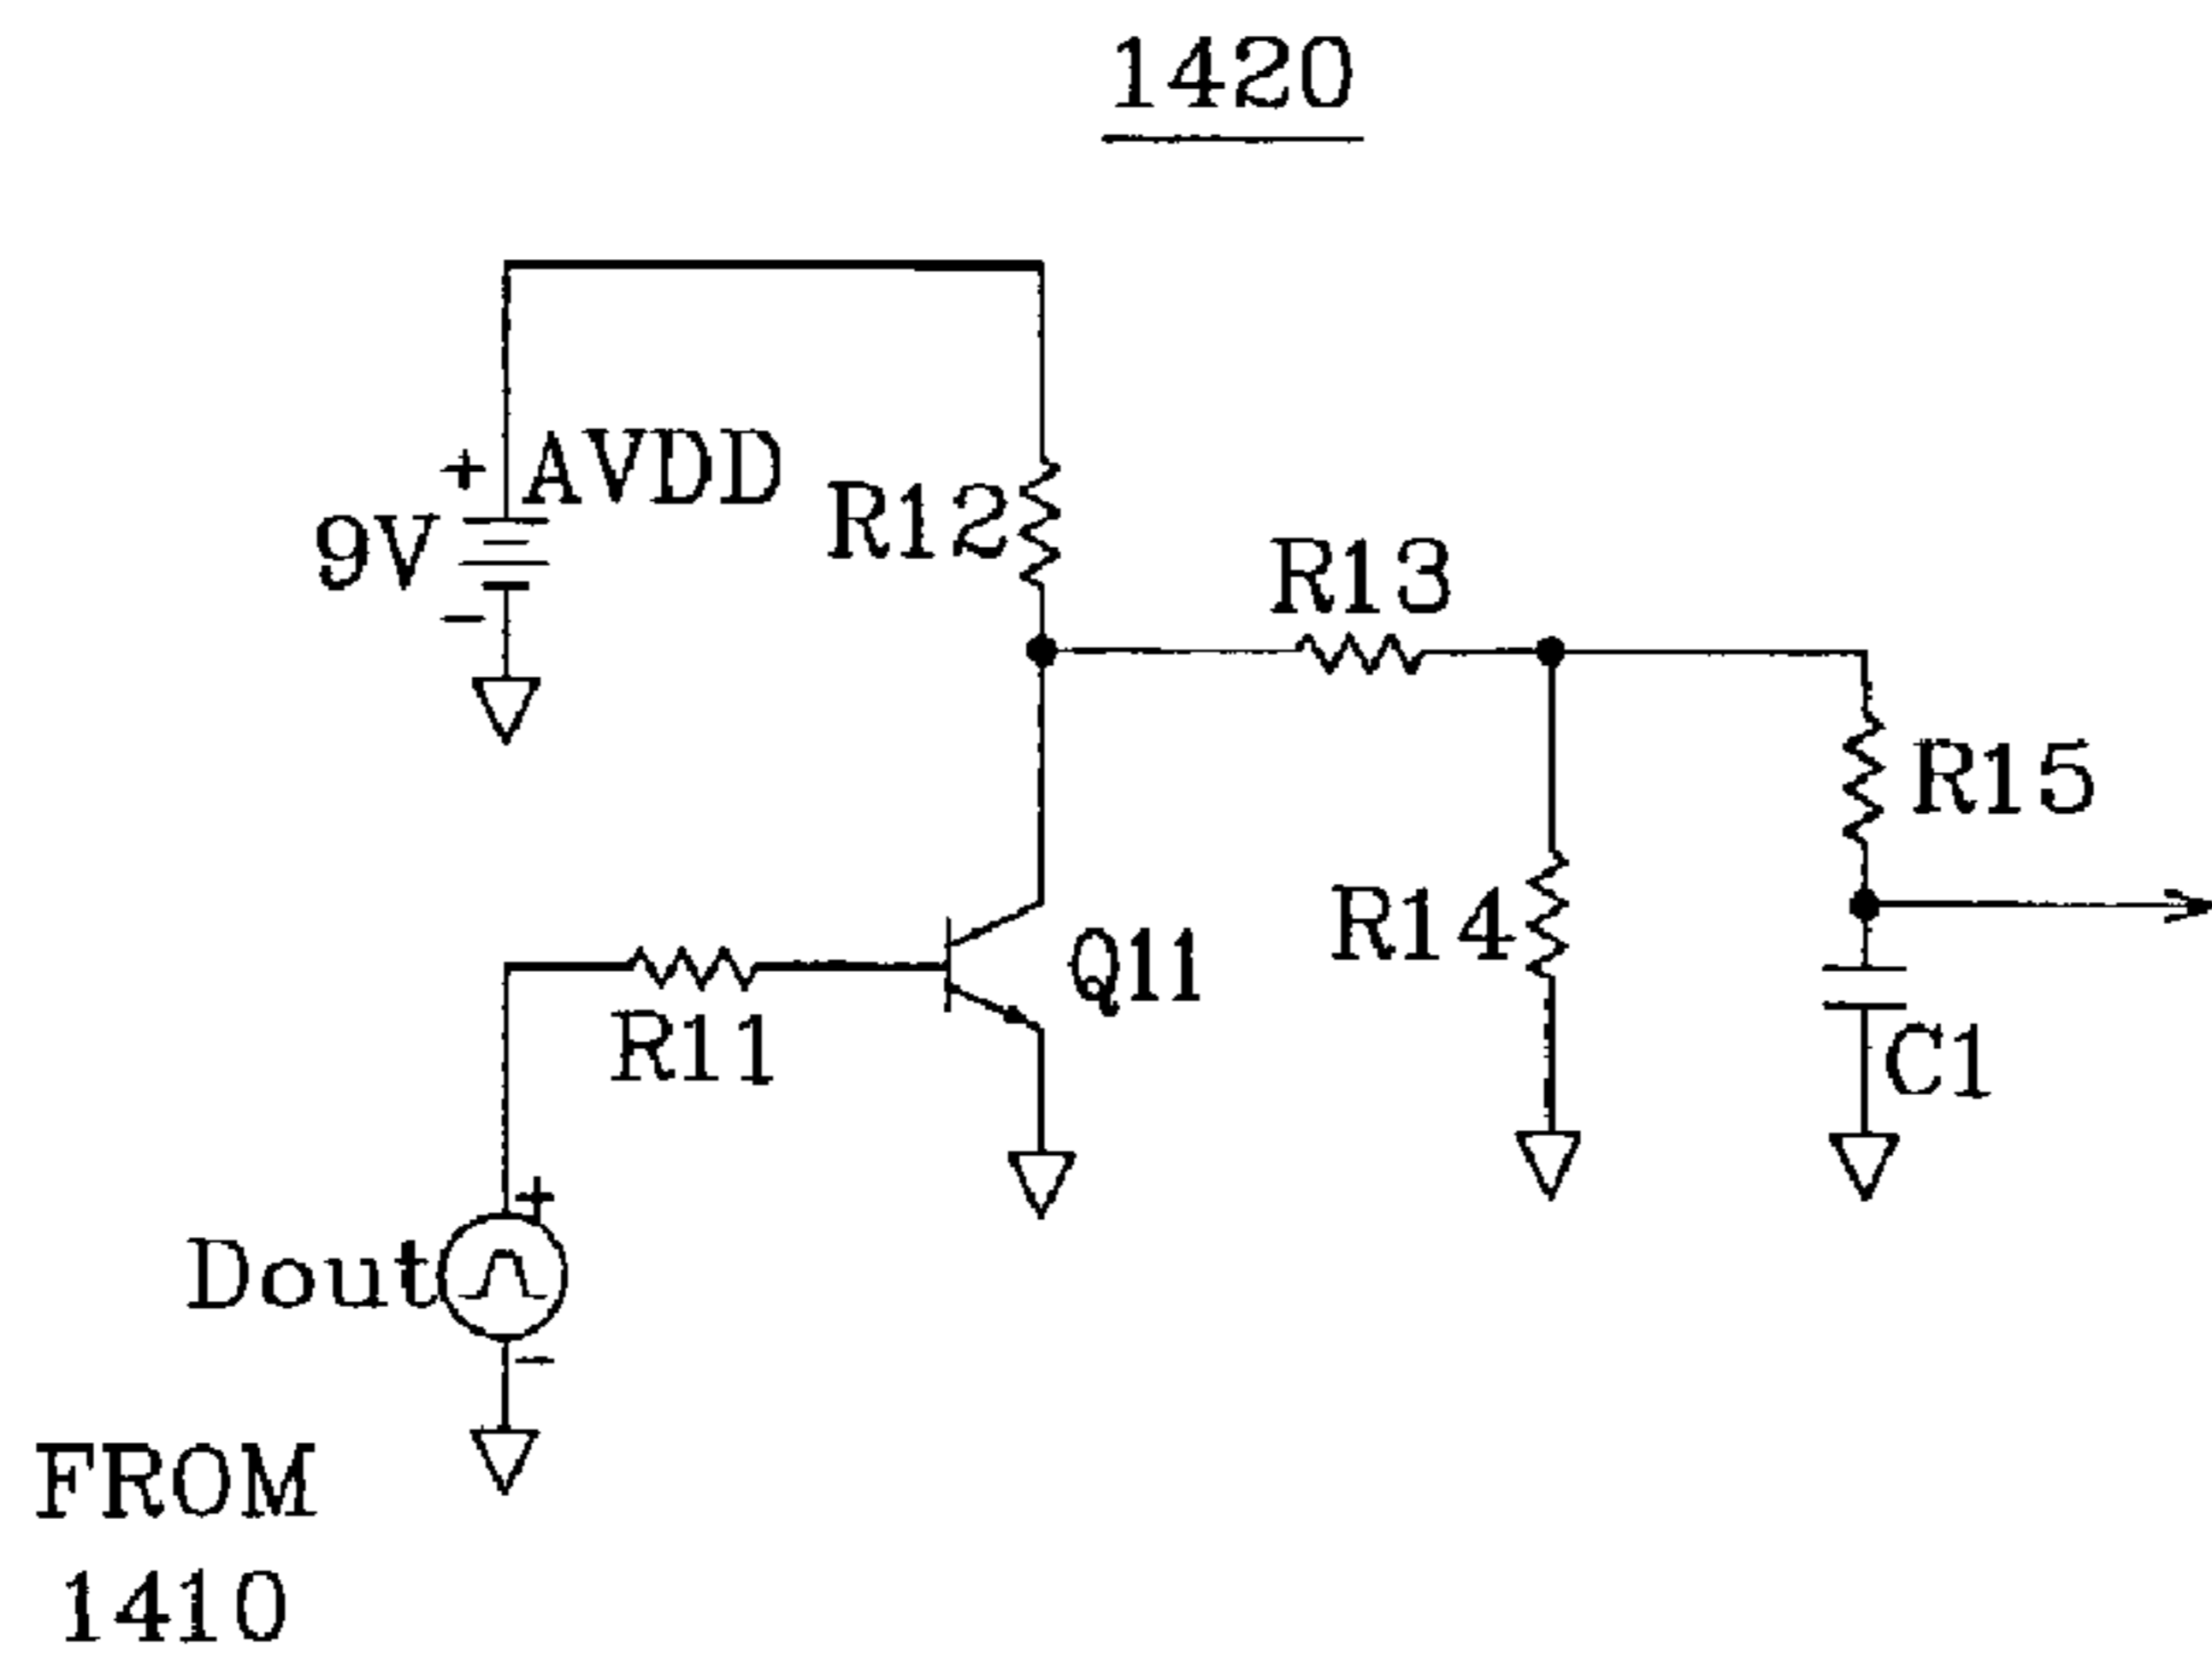 1420
+ AVDD
9V
-
R12
R13
R15
R14
Q11
R11
C1
+
Dout
-
FROM
1410